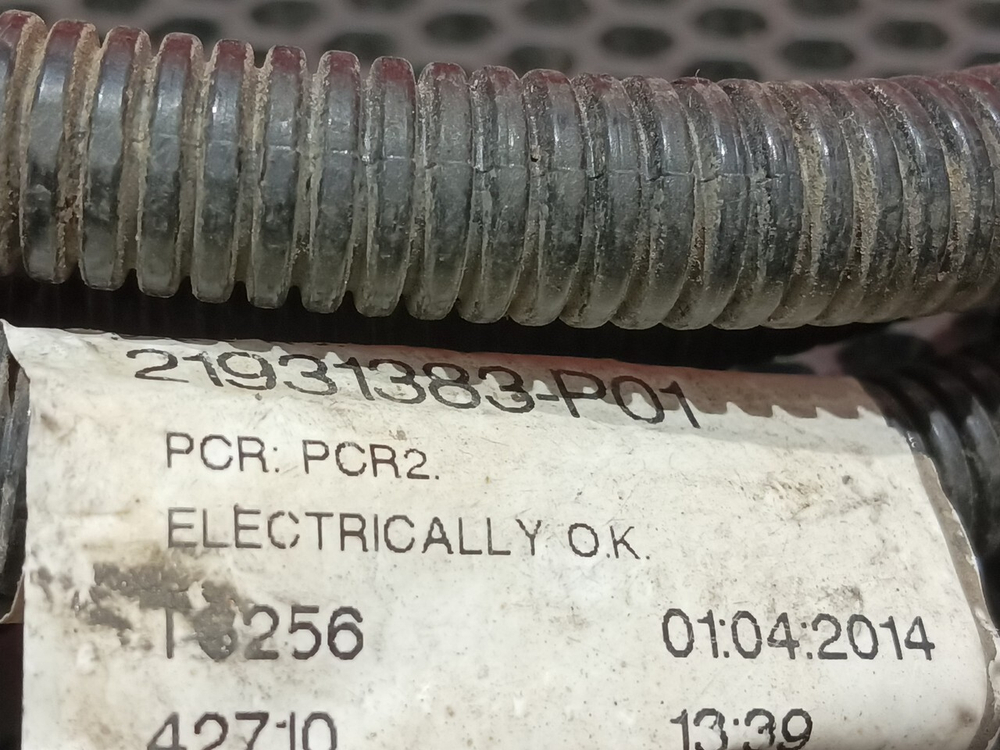 21931383-P01
PCR: PCR2.
ELECTRICALLY O.K.
01:04:2014
42710 13:39